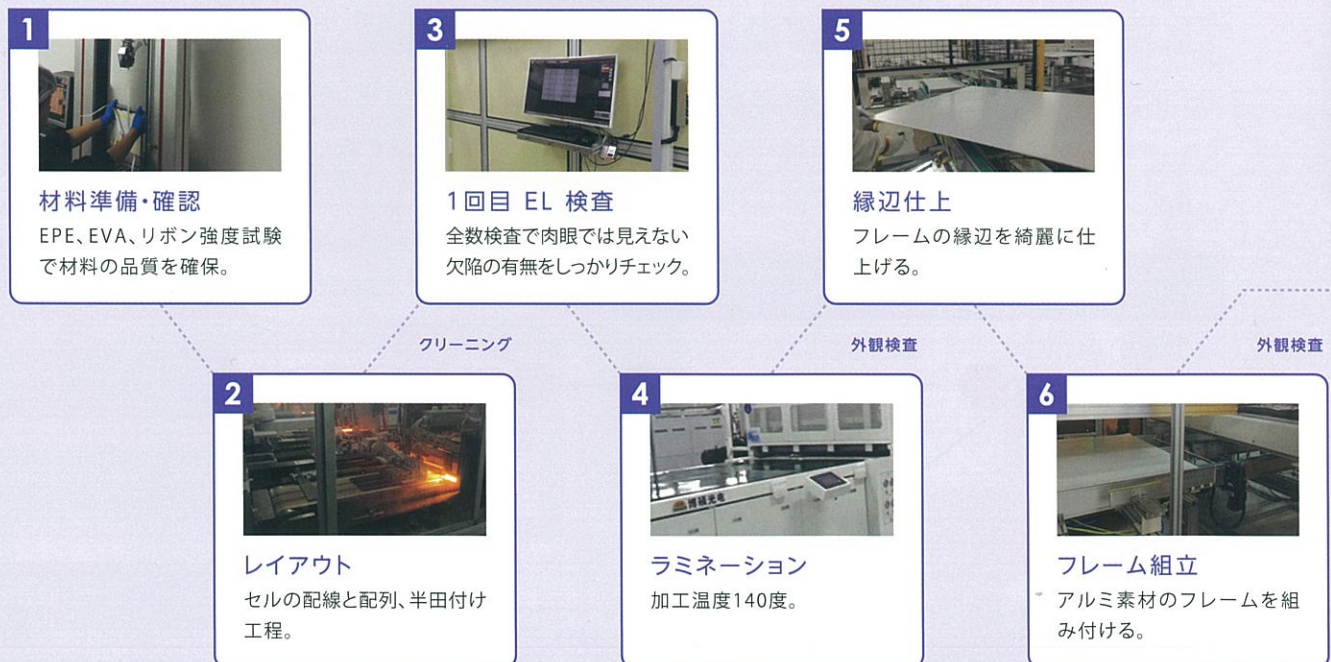 1
材料準備・確認
EPE、EVA、リボン強度試験
で材料の品質を確保。
クリーニング
2
レイアウト
セルの配線と配列、半田付け
工程。
3
1回目 EL 検査
全数検査で肉眼では見えない
欠陥の有無をしっかりチェック。
外観検査
4
博硕光电
ラミネーション
加工温度140度。
5
縁辺仕上
フレームの縁辺を綺麗に仕
上げる。
外観検査
6
フレーム組立
アルミ素材のフレームを組
み付ける。